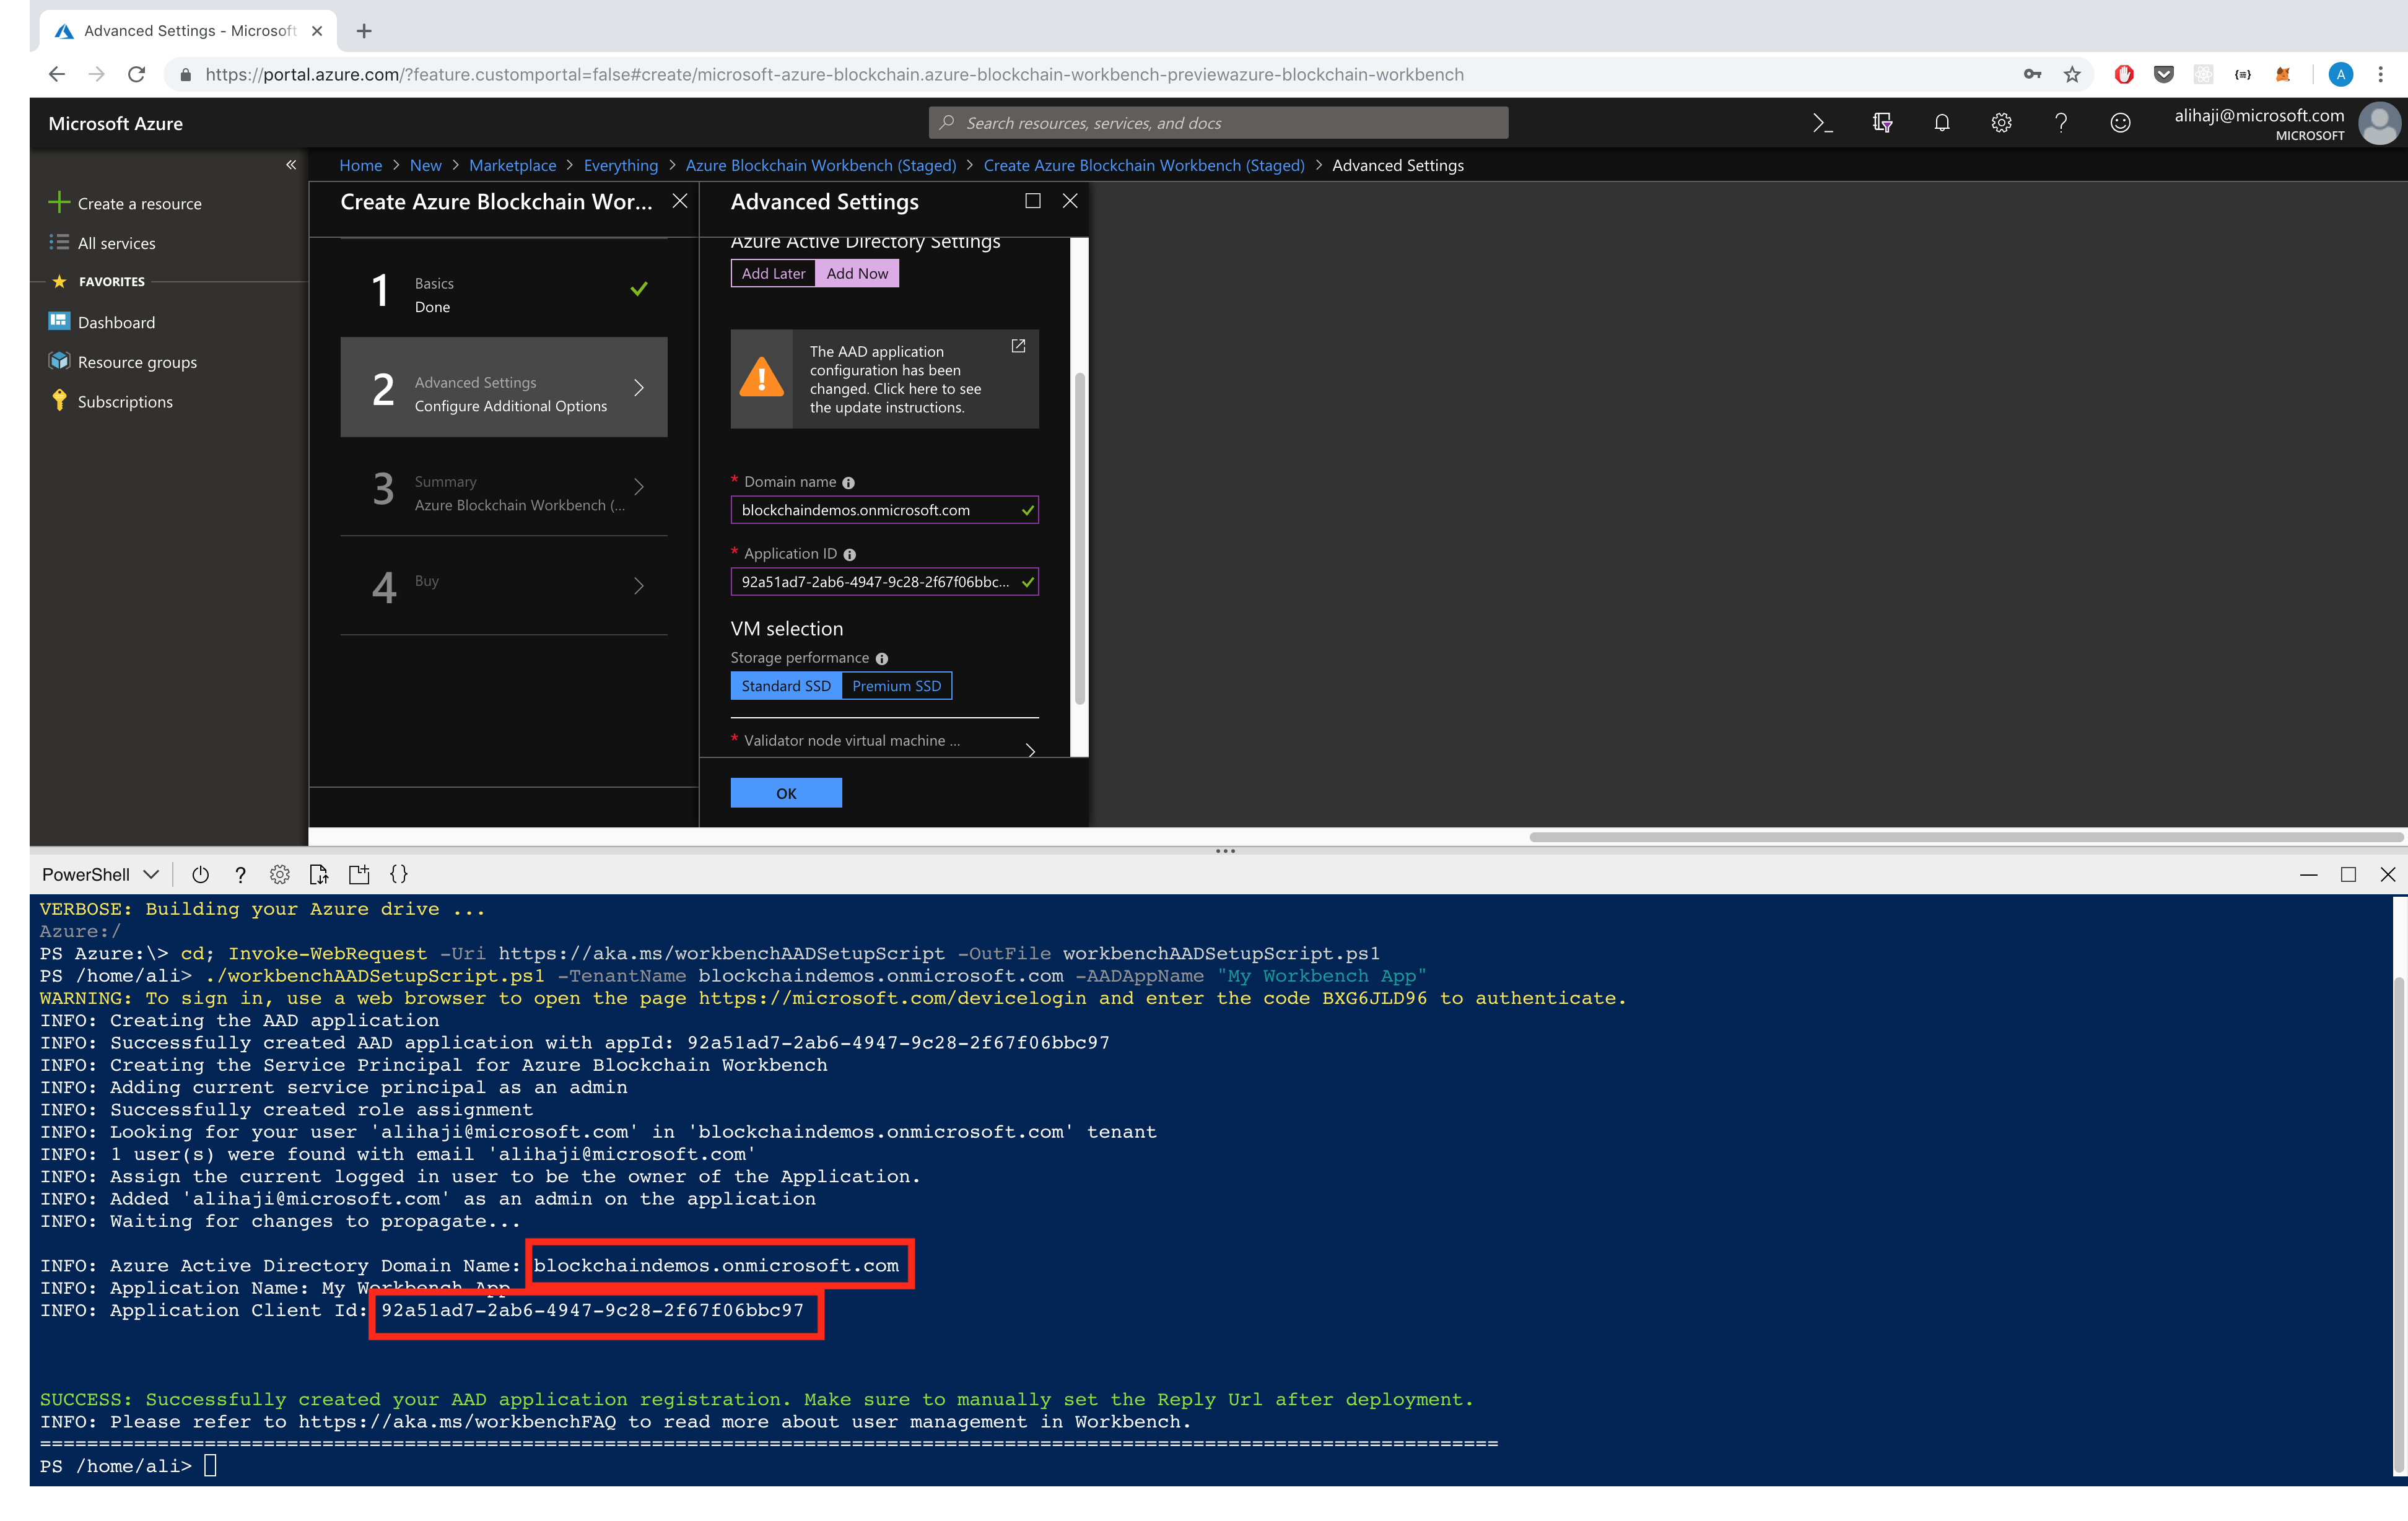 Advanced Settings - Microsoft
https://portal.azure.com/?feature.customportal=false#create/microsoft-azure-blockchain.azure-blockchain-workbench-previewazure-blockchain-workbench
A
Microsoft Azure
Search resources, services, and docs
alihaji@microsoft.com
MICROSOFT
Home > New > Marketplace > Everything > Azure Blockchain Workbench (Staged) > Create Azure Blockchain Workbench (Staged) > Advanced Settings
Create a resource
All services
FAVORITES
Dashboard
Resource groups
Subscriptions
Create Azure Blockchain Wor...
1
Basics
Done
2
Advanced Settings
Configure Additional Options
3
Summary
Azure Blockchain Workbench (...
4
Buy
Advanced Settings
Azure Active Directory Settings
Add Later Add Now
The AAD application
configuration has been
changed. Click here to see
the update instructions.
* Domain name
blockchaindemos.onmicrosoft.com
* Application ID
92a51ad7-2ab6-4947-9c28-2f67f06bbc...
VM selection
Storage performance
Standard SSD Premium SSD
* Validator node virtual machine ...
OK
PowerShell
VERBOSE: Building your Azure drive ...
Azure:/
PS Azure:\> cd; Invoke-WebRequest -Uri https://aka.ms/workbenchAADSetupScript -OutFile workbenchAADSetupScript.ps1
PS /home/ali> ./workbenchAADSetupScript.ps1 -TenantName blockchaindemos.onmicrosoft.com -AADAppName "My Workbench App"
WARNING: To sign in, use a web browser to open the page https://microsoft.com/devicelogin and enter the code BXG6JLD96 to authenticate.
INFO: Creating the AAD application
INFO: Successfully created AAD application with appId: 92a51ad7-2ab6-4947-9c28-2f67f06bbc97
INFO: Creating the Service Principal for Azure Blockchain Workbench
INFO: Adding current service principal as an admin
INFO: Successfully created role assignment
INFO: Looking for your user 'alihaji@microsoft.com' in 'blockchaindemos.onmicrosoft.com' tenant
INFO: 1 user(s) were found with email 'alihaji@microsoft.com'
INFO: Assign the current logged in user to be the owner of the Application.
INFO: Added 'alihaji@microsoft.com' as an admin on the application
INFO: Waiting for changes to propagate...
INFO: Azure Active Directory Domain Name: blockchaindemos.onmicrosoft.com
INFO: Application Name: My Workbench App
INFO: Application Client Id: 92a51ad7-2ab6-4947-9c28-2f67f06bbc97
SUCCESS: Successfully created your AAD application registration. Make sure to manually set the Reply Url after deployment.
INFO: Please refer to https://aka.ms/workbenchFAQ to read more about user management in Workbench.
============================================================================================================================
PS /home/ali>